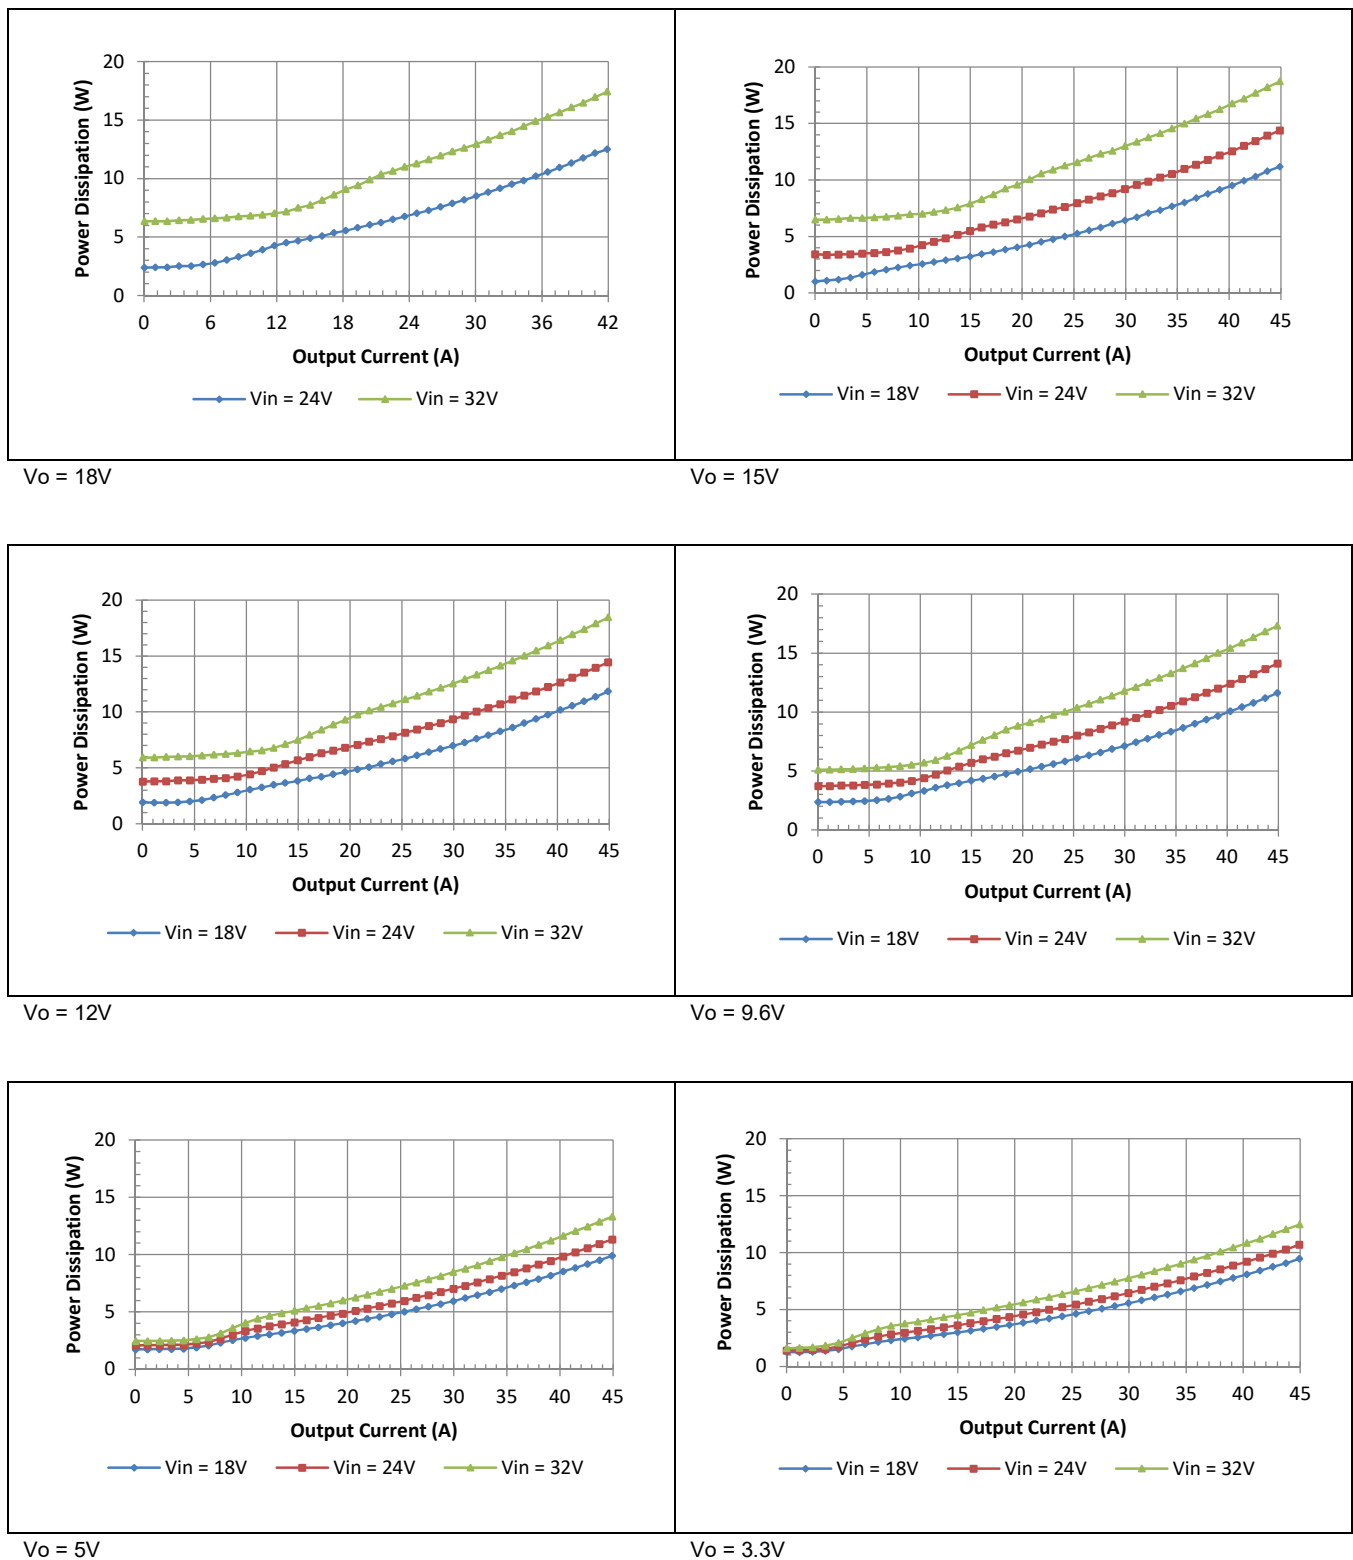 Power Dissipation (W)
20
15
10
5
0
0 6 12 18 24 30 36 42
Output Current (A)
Vin = 24V Vin = 32V
Vo = 18V
Power Dissipation (W)
20
15
10
5
0
0 5 10 15 20 25 30 35 40 45
Output Current (A)
Vin = 18V Vin = 24V Vin = 32V
Vo = 15V
Power Dissipation (W)
20
15
10
5
0
0 5 10 15 20 25 30 35 40 45
Output Current (A)
Vin = 18V Vin = 24V Vin = 32V
Vo = 12V
Power Dissipation (W)
20
15
10
5
0
0 5 10 15 20 25 30 35 40 45
Output Current (A)
Vin = 18V Vin = 24V Vin = 32V
Vo = 9.6V
Power Dissipation (W)
20
15
10
5
0
0 5 10 15 20 25 30 35 40 45
Output Current (A)
Vin = 18V Vin = 24V Vin = 32V
Vo = 5V
Power Dissipation (W)
20
15
10
5
0
0 5 10 15 20 25 30 35 40 45
Output Current (A)
Vin = 18V Vin = 24V Vin = 32V
Vo = 3.3V